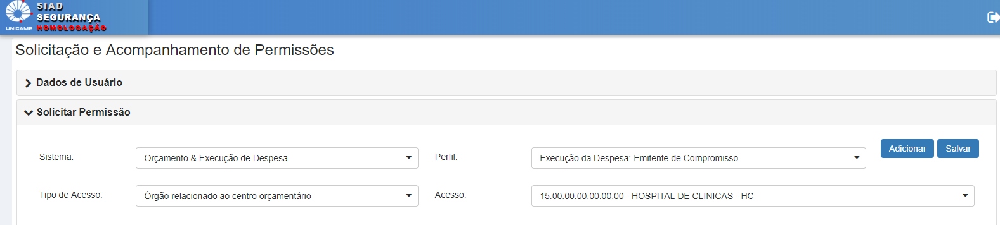 SIAD
SEGURANÇA
HOMOLOCAÇÃO
UNICAMP
Solicitação e Acompanhamento de Permissões
Dados de Usuário
Solicitar Permissão
Sistema: Orçamento & Execução de Despesa Perfil: Execução da Despesa: Emitente de Compromisso Adicionar Salvar
Tipo de Acesso: Órgão relacionado ao centro orçamentário Acesso: 15.00.00.00.00.00.00 - HOSPITAL DE CLINICAS - HC